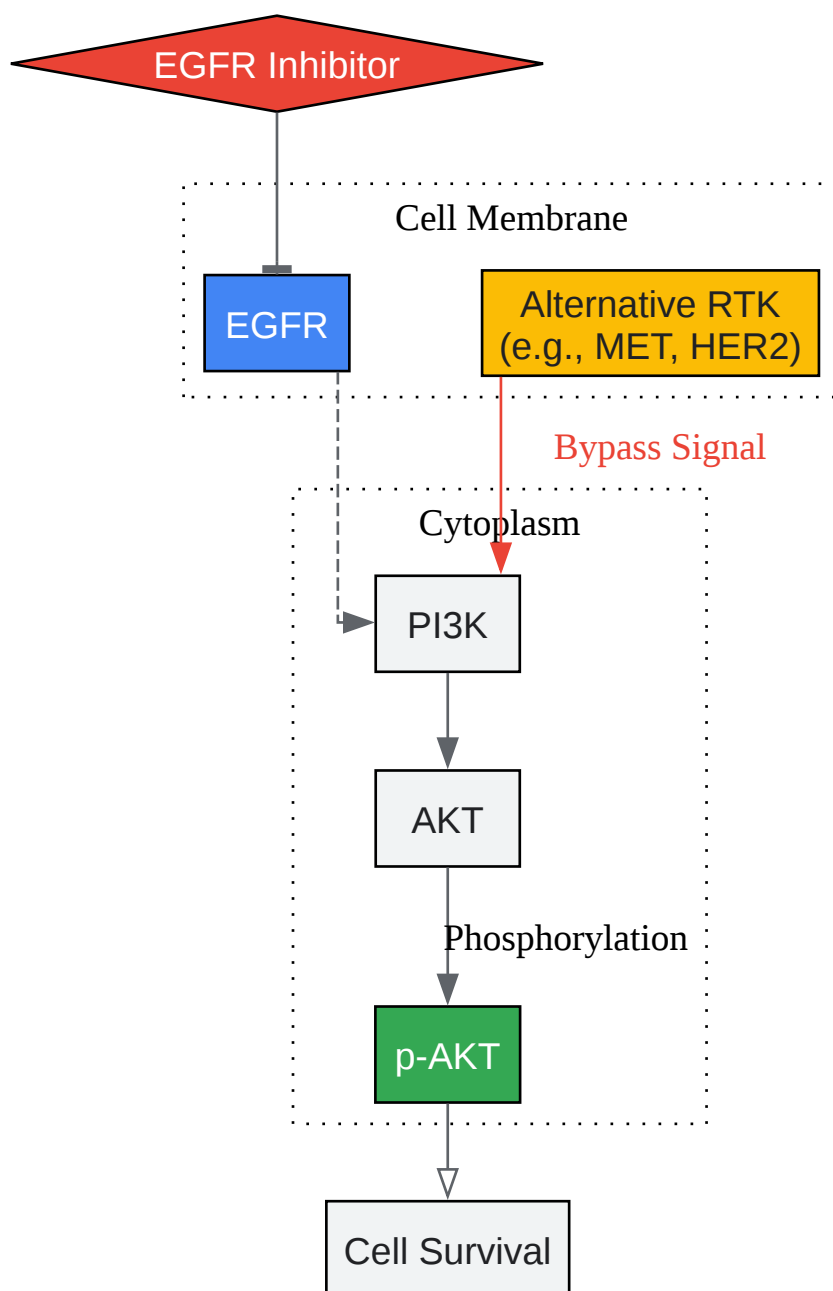 EGFR Inhibitor
Cell Membrane
EGFR
Alternative RTK
(e.g., MET, HER2)
Bypass Signal
Cytoplasm
PI3K
AKT
Phosphorylation
p-AKT
Cell Survival